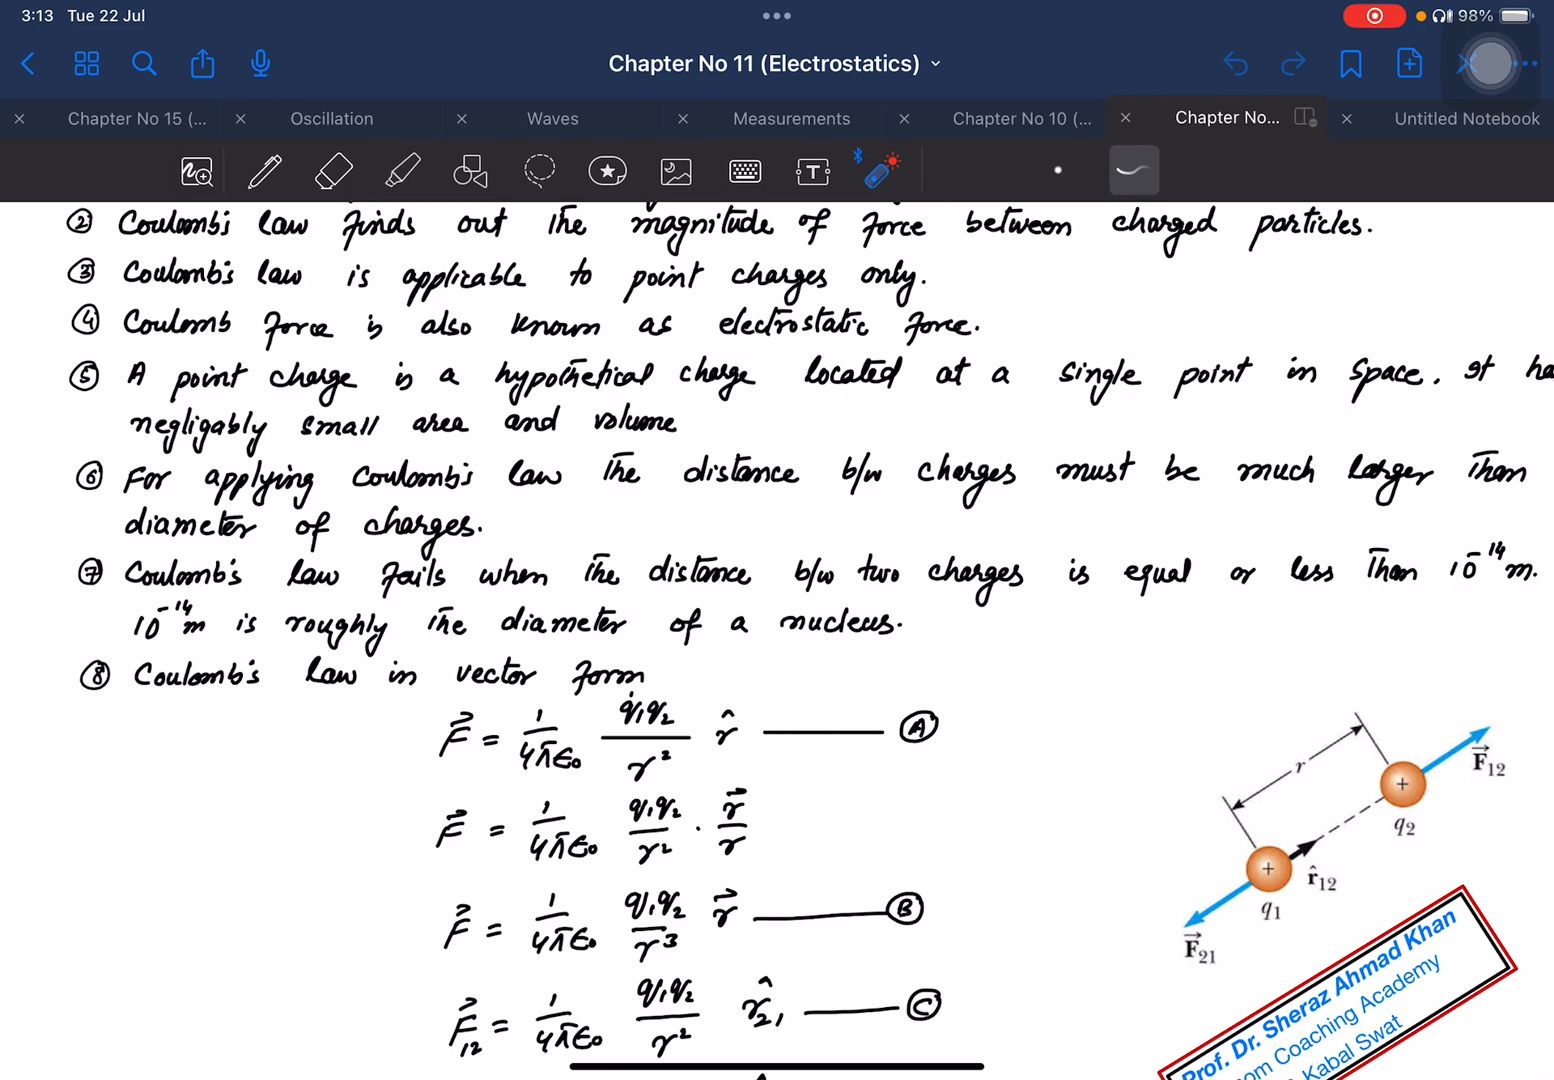 3:13 Tue 22 Jul
98%
Chapter No 11 (Electrostatics)
Chapter No 15 (...
Oscillation
Waves
Measurements
Chapter No 10 (...
Chapter No...
Untitled Notebook
② Coulomb's law finds out the magnitude of force between charged particles.
③ Coulomb's law is applicable to point charges only.
④ Coulomb force is also known as electrostatic force.
⑤ A point charge is a hypothetical charge located at a single point in space. It ha
negligably small area and volume
⑥ For applying Coulomb's law the distance b/w charges must be much larger than
diameter of charges.
⑦ Coulomb's law fails when the distance b/w two charges is equal or less than 10⁻¹⁴ m.
10⁻¹⁴ m is roughly the diameter of a nucleus.
⑧ Coulomb's law in vector form
F⃗ = 1/4πε₀ q₁q₂/r² r̂ —— Ⓐ
F⃗ = 1/4πε₀ q₁q₂/r² · r⃗/r
F⃗ = 1/4πε₀ q₁q₂/r³ r⃗ —— Ⓑ
F⃗₁₂ = 1/4πε₀ q₁q₂/r² r̂₂₁ —— Ⓒ
r
F⃗₁₂
+
q₂
+
r̂₁₂
q₁
F⃗₂₁
Prof. Dr. Sheraz Ahmad Khan
om Coaching Academy
Kabal Swat